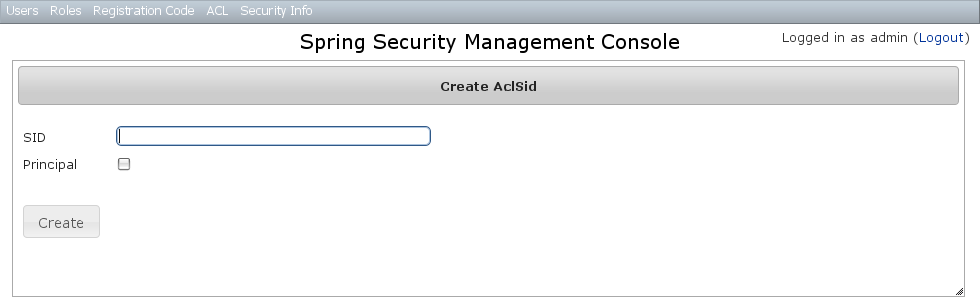 Users Roles Registration Code ACL Security Info
Spring Security Management Console
Logged in as admin (Logout)
Create AclSid
SID
Principal
Create